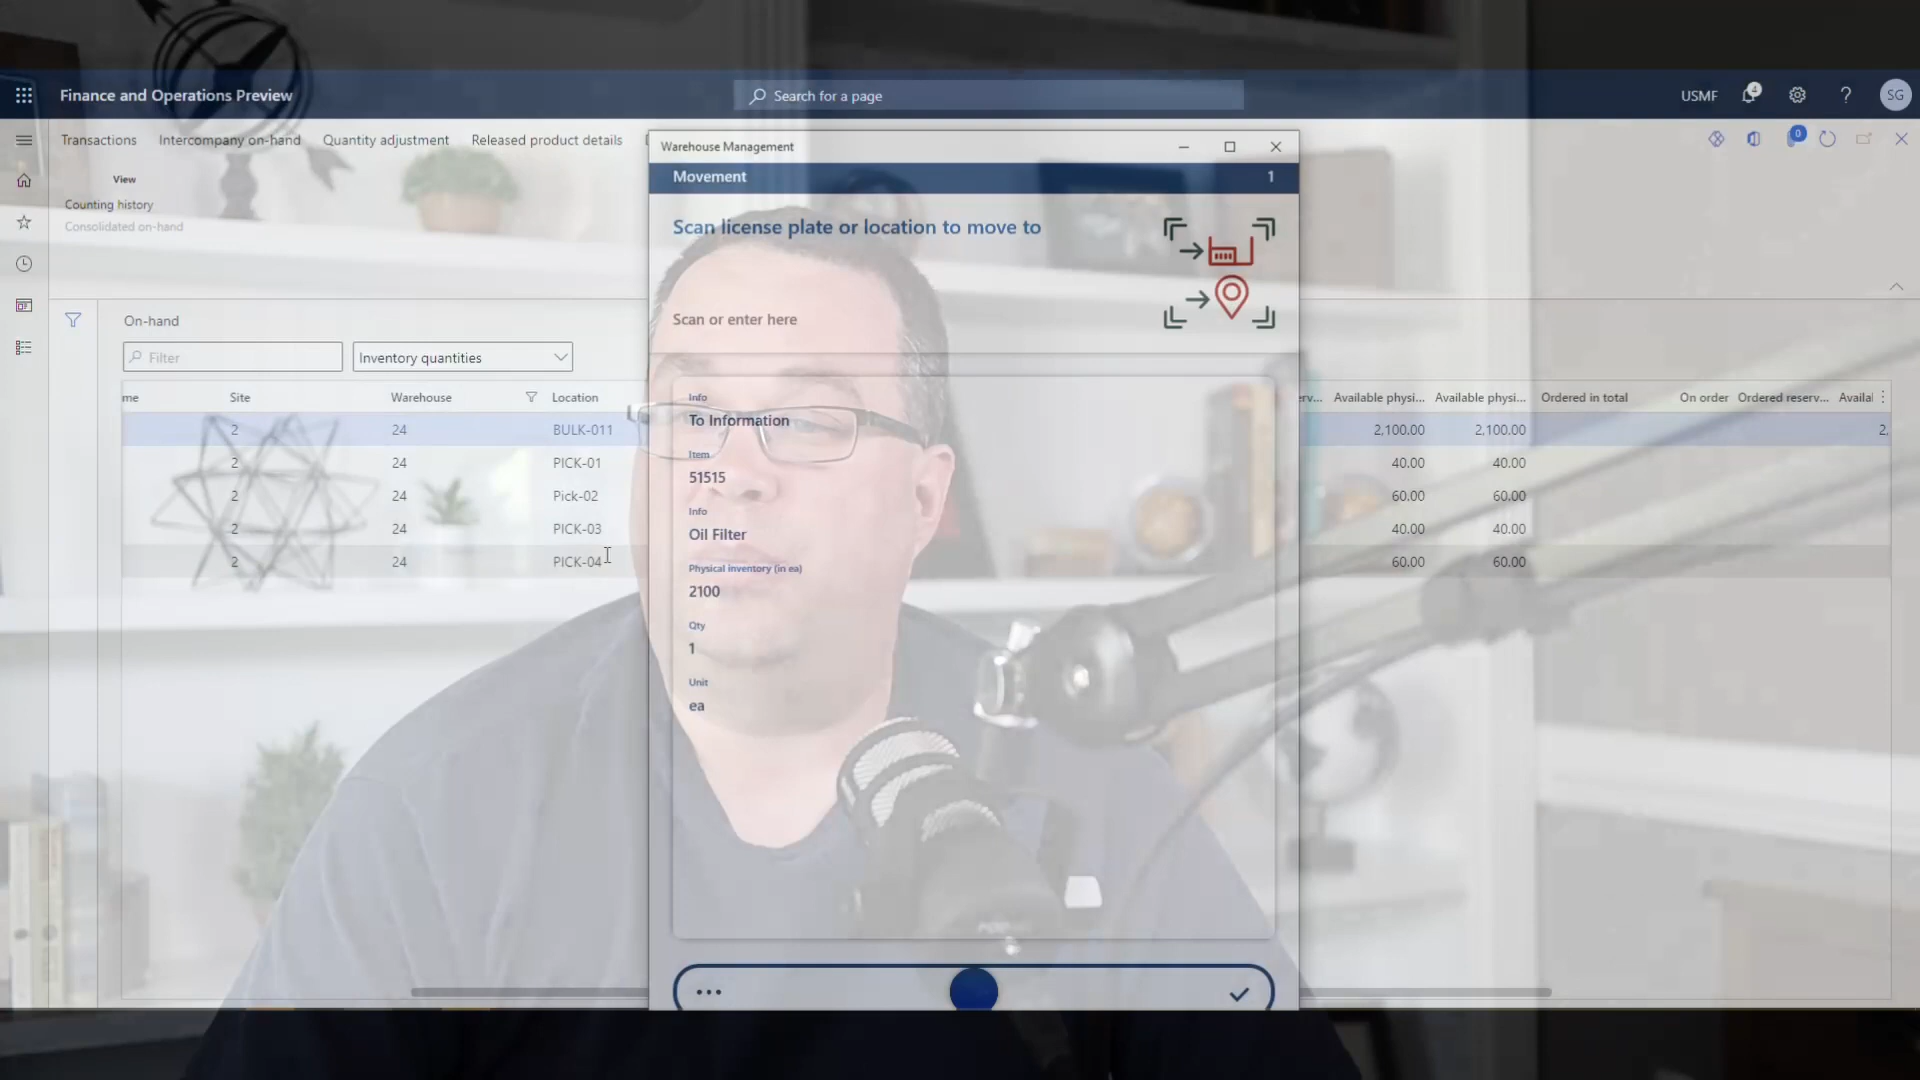 Finance and Operations Preview
Search for a page
USMF
4
?
SG
Transactions
Intercompany on-hand
Quantity adjustment
Released product details
0
View
Counting history
Consolidated on-hand
Warehouse Management
Movement
1
Scan license plate or location to move to
Scan or enter here
On-hand
Filter
Inventory quantities
me Site Warehouse Location
2 24 BULK-011
2 24 PICK-01
2 24 Pick-02
2 24 PICK-03
2 24 PICK-04
Info
To Information
Item
51515
Info
Oil Filter
Physical inventory (in ea)
2100
Qty
1
Unit
ea
erv... Available physi... Available physi... Ordered in total On order Ordered reserv... Availal
2,100.00 2,100.00 2,
40.00 40.00
60.00 60.00
40.00 40.00
60.00 60.00